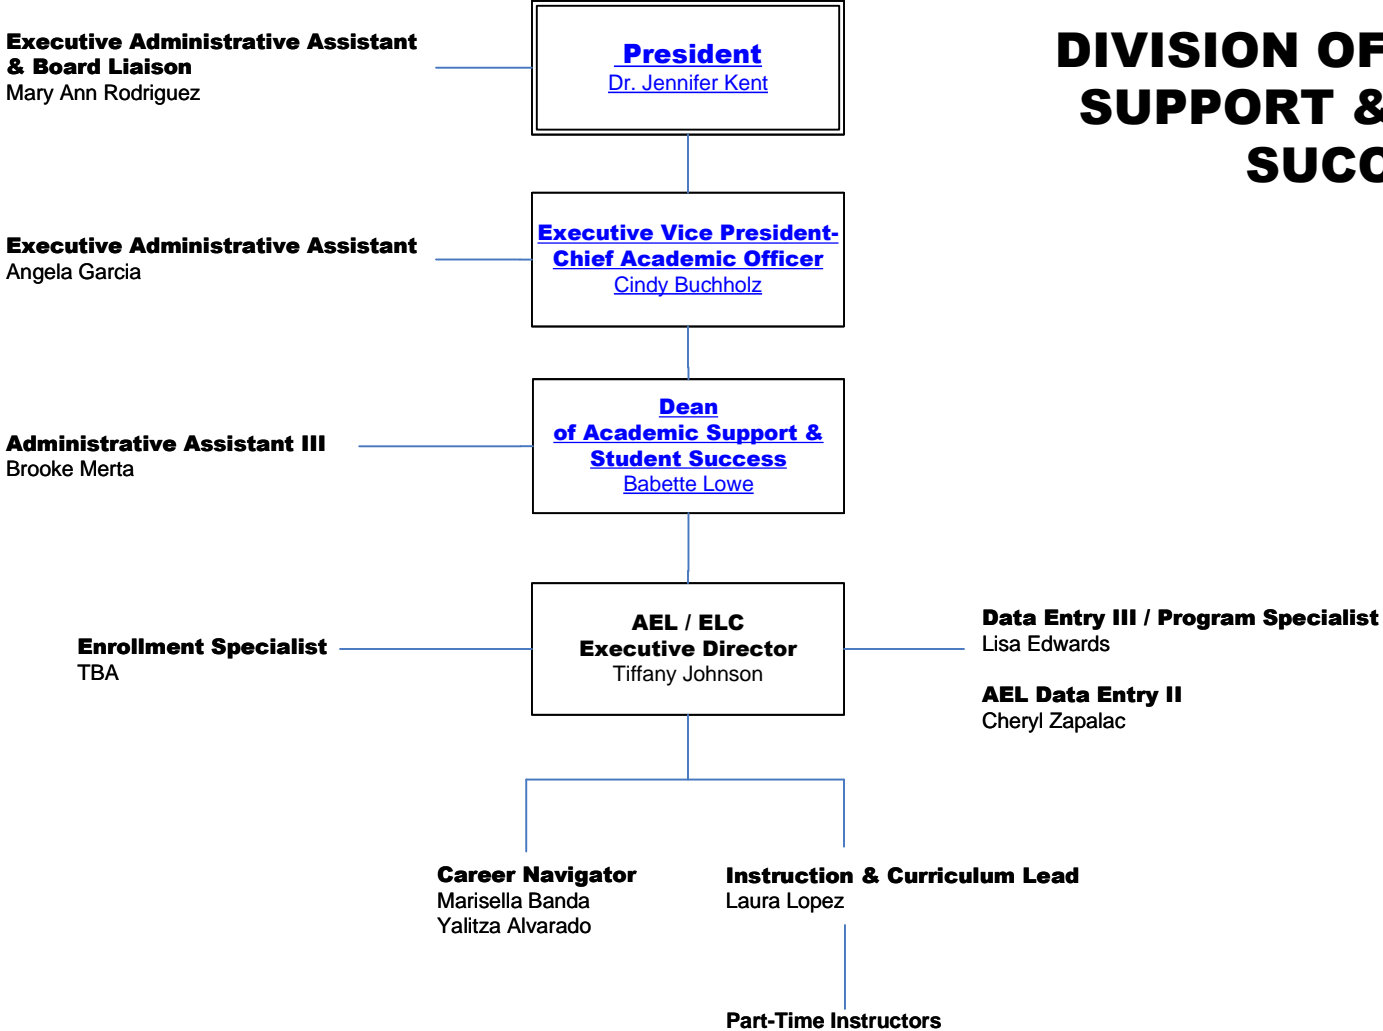 Executive Administrative Assistant
& Board Liaison
Mary Ann Rodriguez
President
Dr. Jennifer Kent
DIVISION OF
SUPPORT &
Executive Administrative Assistant
Angela Garcia
Executive Vice President-
Chief Academic Officer
Cindy Buchholz
Administrative Assistant III
Brooke Merta
Dean
of Academic Support &
Student Success
Babette Lowe
Enrollment Specialist
TBA
AEL / ELC
Executive Director
Tiffany Johnson
Data Entry III / Program Specialist
Lisa Edwards
AEL Data Entry II
Cheryl Zapalac
Career Navigator
Marisella Banda
Yalitza Alvarado
Instruction & Curriculum Lead
Laura Lopez
Part-Time Instructors